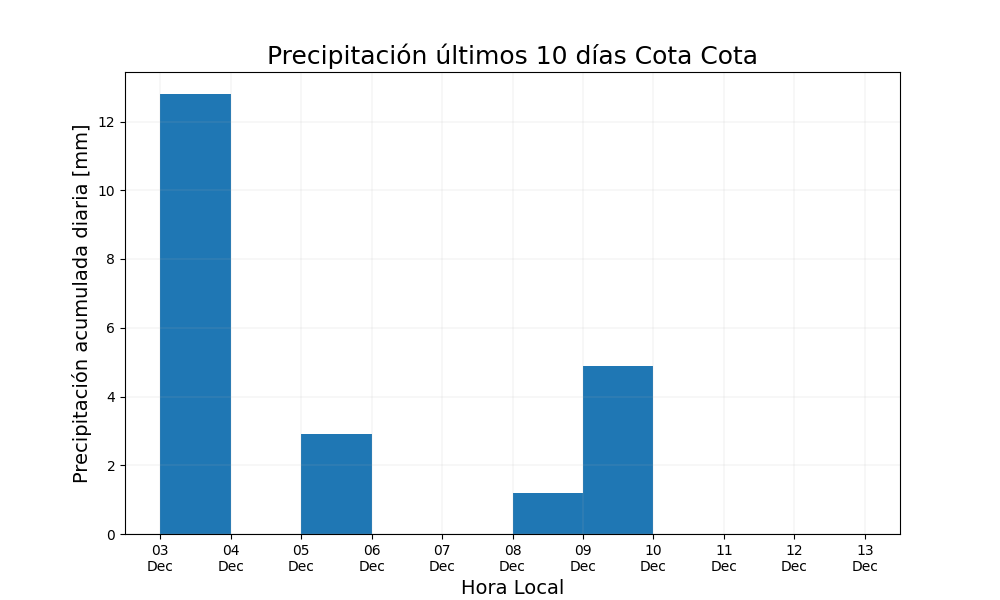 Precipitación últimos 10 días Cota Cota
Precipitación acumulada diaria [mm]
12
10
8
6
4
2
0
03 04 05 06 07 08 09 10 11 12 13
Dec Dec Dec Dec Dec Dec Dec Dec Dec Dec Dec
Hora Local